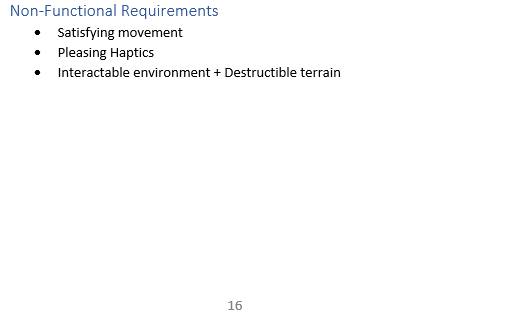 Non-Functional Requirements
• Satisfying movement
• Pleasing Haptics
• Interactable environment + Destructible terrain
16